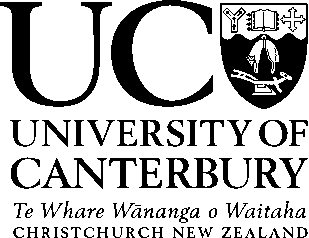 UC
UNIVERSITY OF
CANTERBURY
Te Whare Wānanga o Waitaha
CHRISTCHURCH NEW ZEALAND